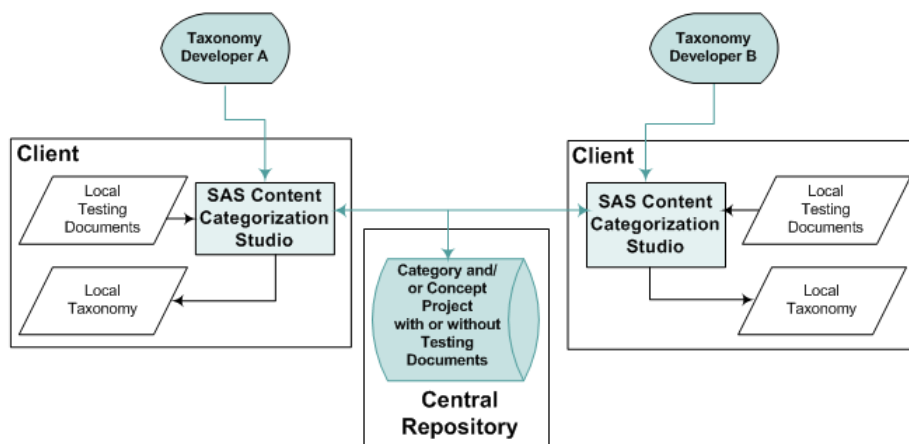 Taxonomy
Developer A
Taxonomy
Developer B
Client
Local
Testing
Documents
SAS Content
Categorization
Studio
Local
Taxonomy
Category and/
or Concept
Project
with or without
Testing
Documents
Central
Repository
Client
SAS Content
Categorization
Studio
Local
Testing
Documents
Local
Taxonomy